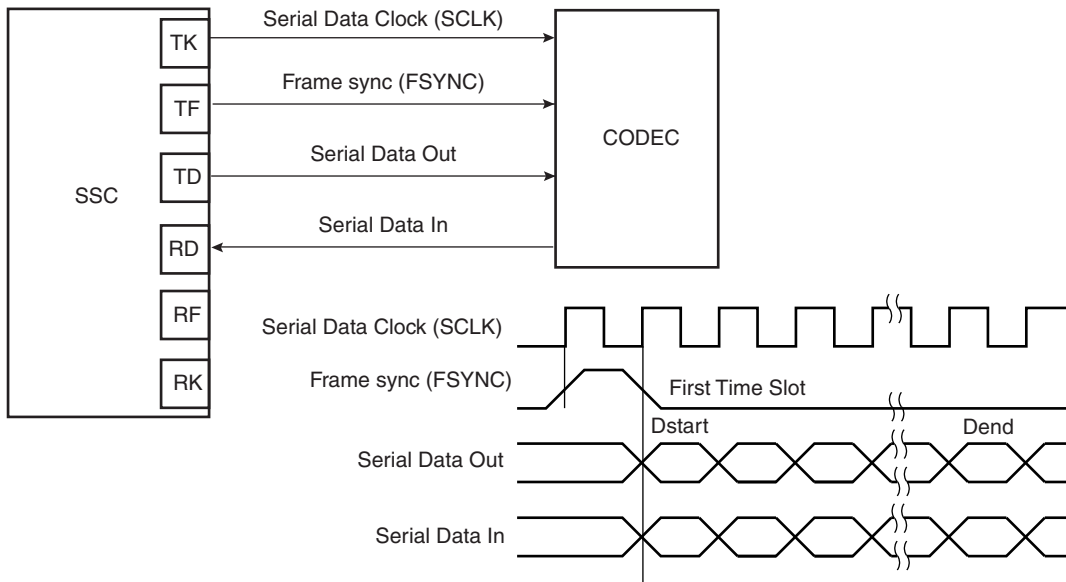 Serial Data Clock (SCLK)
TK
Frame sync (FSYNC)
TF
CODEC
Serial Data Out
TD
SSC
Serial Data In
RD
RF
Serial Data Clock (SCLK)
RK
Frame sync (FSYNC)
First Time Slot
Dstart
Dend
Serial Data Out
Serial Data In